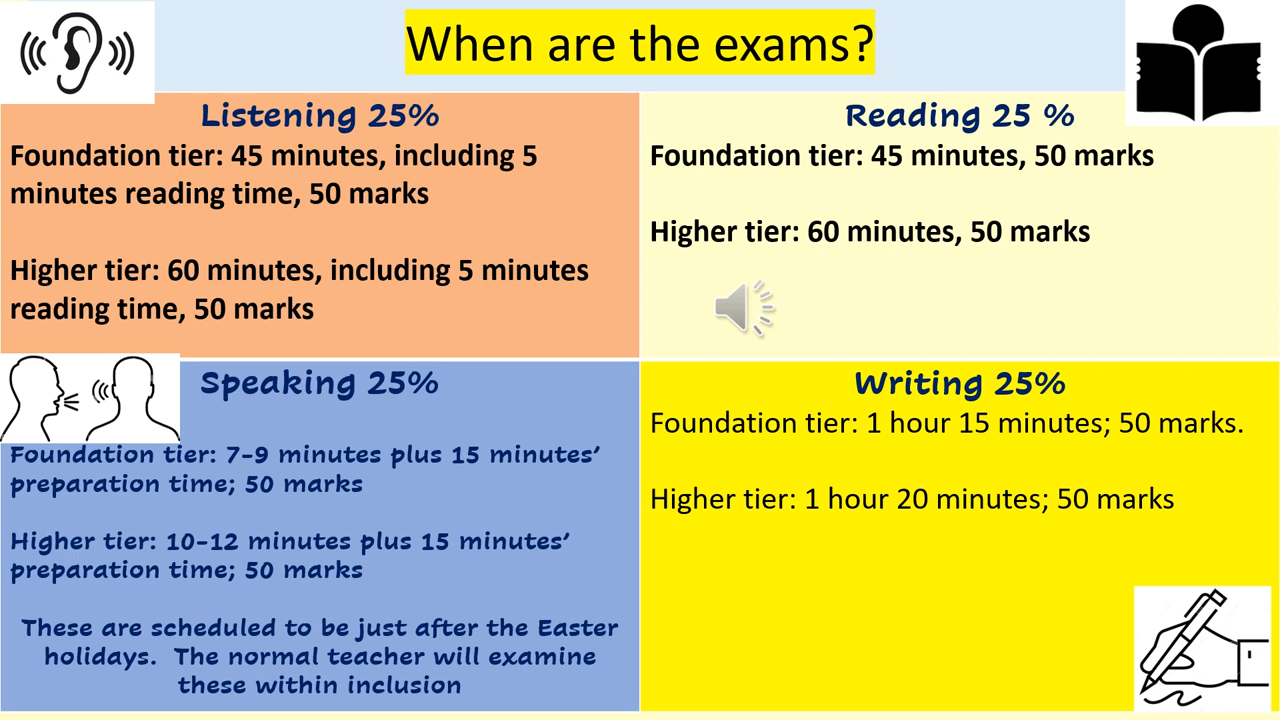 When are the exams?
Listening 25%
Foundation tier: 45 minutes, including 5
minutes reading time, 50 marks
Higher tier: 60 minutes, including 5 minutes
reading time, 50 marks
Reading 25 %
Foundation tier: 45 minutes, 50 marks
Higher tier: 60 minutes, 50 marks
Speaking 25%
Foundation tier: 7-9 minutes plus 15 minutes’
preparation time; 50 marks
Higher tier: 10-12 minutes plus 15 minutes’
preparation time; 50 marks
These are scheduled to be just after the Easter
holidays. The normal teacher will examine
these within inclusion
Writing 25%
Foundation tier: 1 hour 15 minutes; 50 marks.
Higher tier: 1 hour 20 minutes; 50 marks